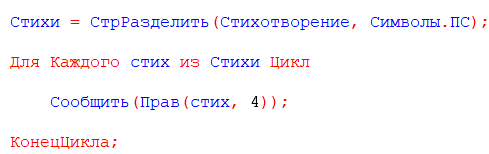 Стихи = СтрРазделить(Стихотворение, Символы.ПС);
Для Каждого стих из Стихи Цикл
Сообщить(Прав(стих, 4));
КонецЦикла;